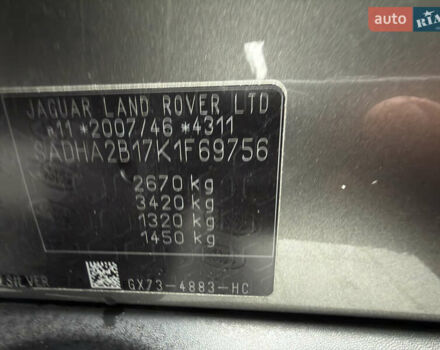 auto RIA
JAGUAR LAND ROVER LTD
e11 *2007/46 *4311
SADHA2B17K1F69756
2670 kg
3420 kg
1320 kg
1450 kg
SILVER
GX73-4883-HC